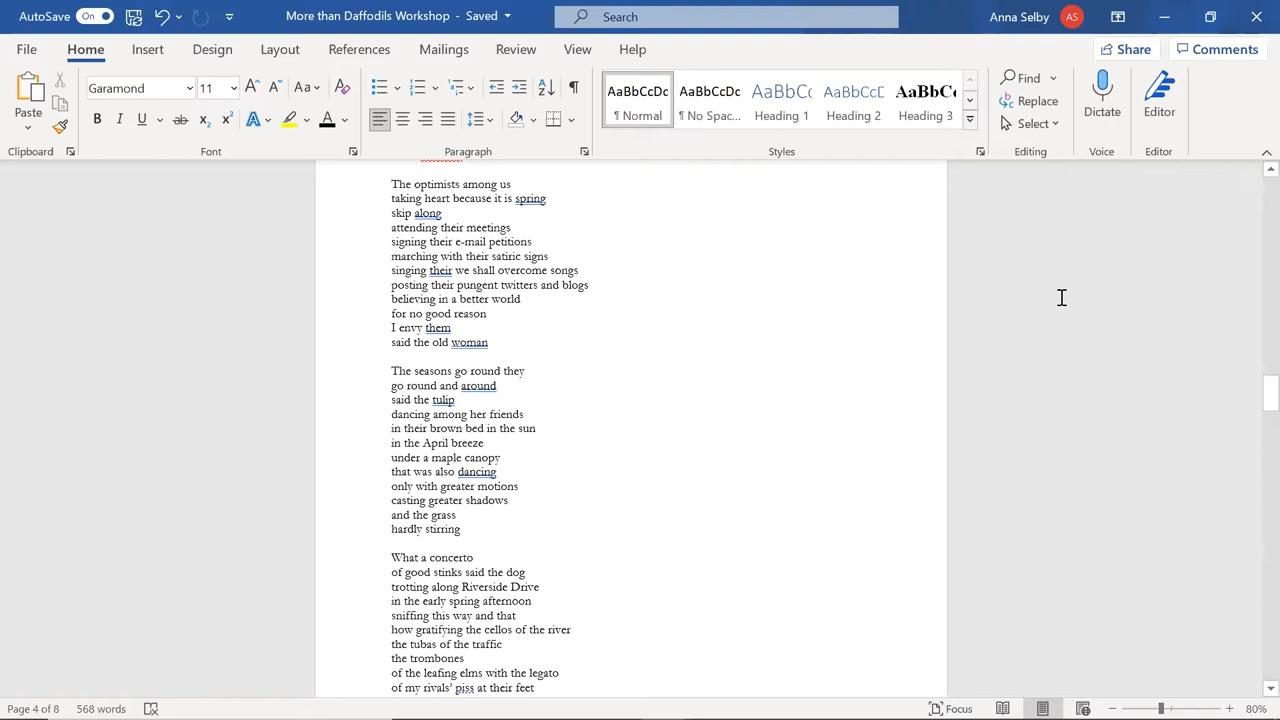 AutoSave On More than Daffodils Workshop - Saved Search Anna Selby AS
File Home Insert Design Layout References Mailings Review View Help Share Comments
Paste Garamond 11 Aa A A B I U ab x2 x2 A A ¶
AaBbCcDc AaBbCcDc AaBbCc AaBbCcD AaBbCc
¶ Normal ¶ No Spac... Heading 1 Heading 2 Heading 3
Find
Replace
Select
Dictate Editor
Clipboard Font Paragraph Styles Editing Voice Editor
The optimists among us
taking heart because it is spring
skip along
attending their meetings
signing their e-mail petitions
marching with their satiric signs
singing their we shall overcome songs
posting their pungent twitters and blogs
believing in a better world
for no good reason
I envy them
said the old woman
The seasons go round they
go round and around
said the tulip
dancing among her friends
in their brown bed in the sun
in the April breeze
under a maple canopy
that was also dancing
only with greater motions
casting greater shadows
and the grass
hardly stirring
What a concerto
of good stinks said the dog
trotting along Riverside Drive
in the early spring afternoon
sniffing this way and that
how gratifying the cellos of the river
the tubas of the traffic
the trombones
of the leafing elms with the legato
of my rivals' piss at their feet
Page 4 of 8 568 words Focus 80%